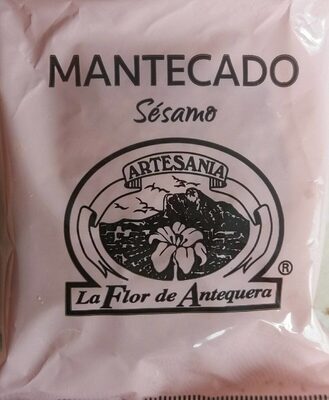 MANTECADO
Sésamo
ARTESANIA
La Flor de Antequera
®